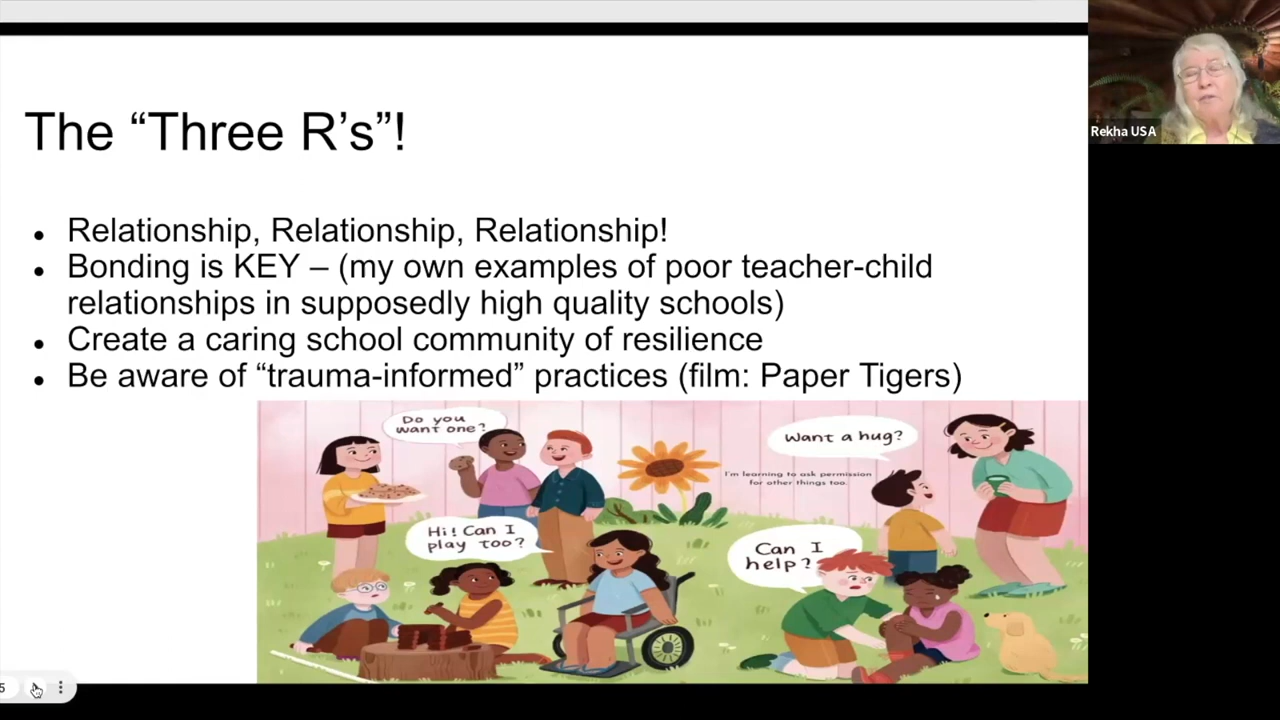 The “Three R’s”!
Rekha USA
• Relationship, Relationship, Relationship!
• Bonding is KEY – (my own examples of poor teacher-child
relationships in supposedly high quality schools)
• Create a caring school community of resilience
• Be aware of “trauma-informed” practices (film: Paper Tigers)
Do you
want one?
Want a hug?
I'm learning to ask permission
for other things too.
Hi! Can I
play too?
Can I
help?
5